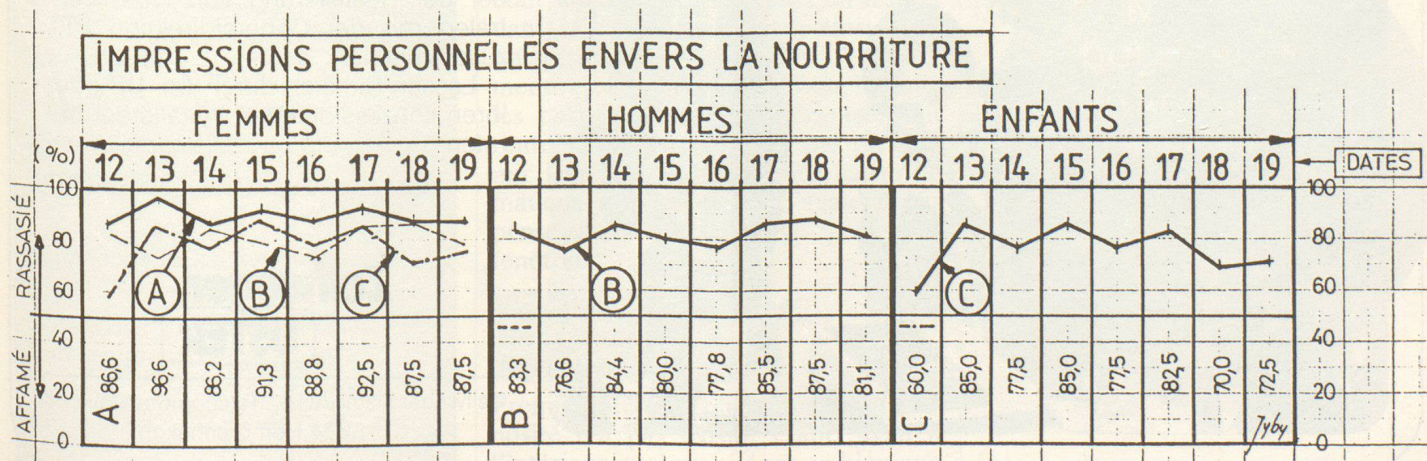 IMPRESSIONS PERSONNELLES ENVERS LA NOURRITURE
FEMMES HOMMES ENFANTS
(%) 12 13 14 15 16 17 18 19 12 13 14 15 16 17 18 19 12 13 14 15 16 17 18 19 DATES
100 100
80 80
60 60
40 40
20 20
0 0
RASSASIÉ
AFFAMÉ
A B C B C
A 86,6 96,6 86,2 91,3 88,8 92,5 87,5 87,5
B 83,3 76,6 84,4 80,0 77,8 85,5 87,5 81,1
C 60,0 85,0 77,5 85,0 77,5 82,5 70,0 72,5
Jyby